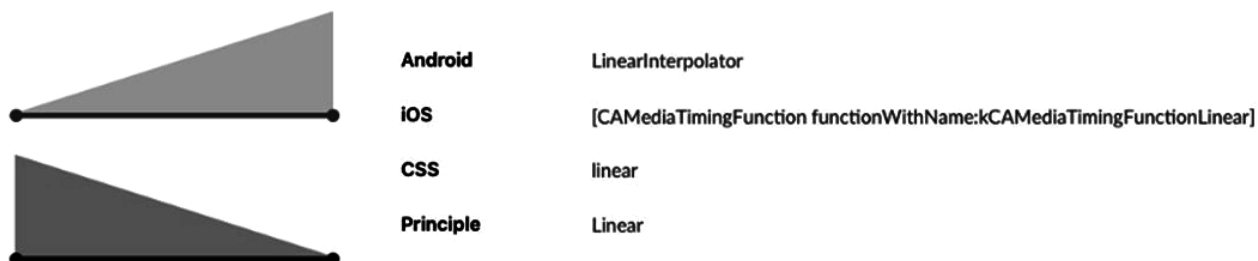 Android LinearInterpolator
iOS [CAMediaTimingFunction functionWithName:kCAMediaTimingFunctionLinear]
CSS linear
Principle Linear